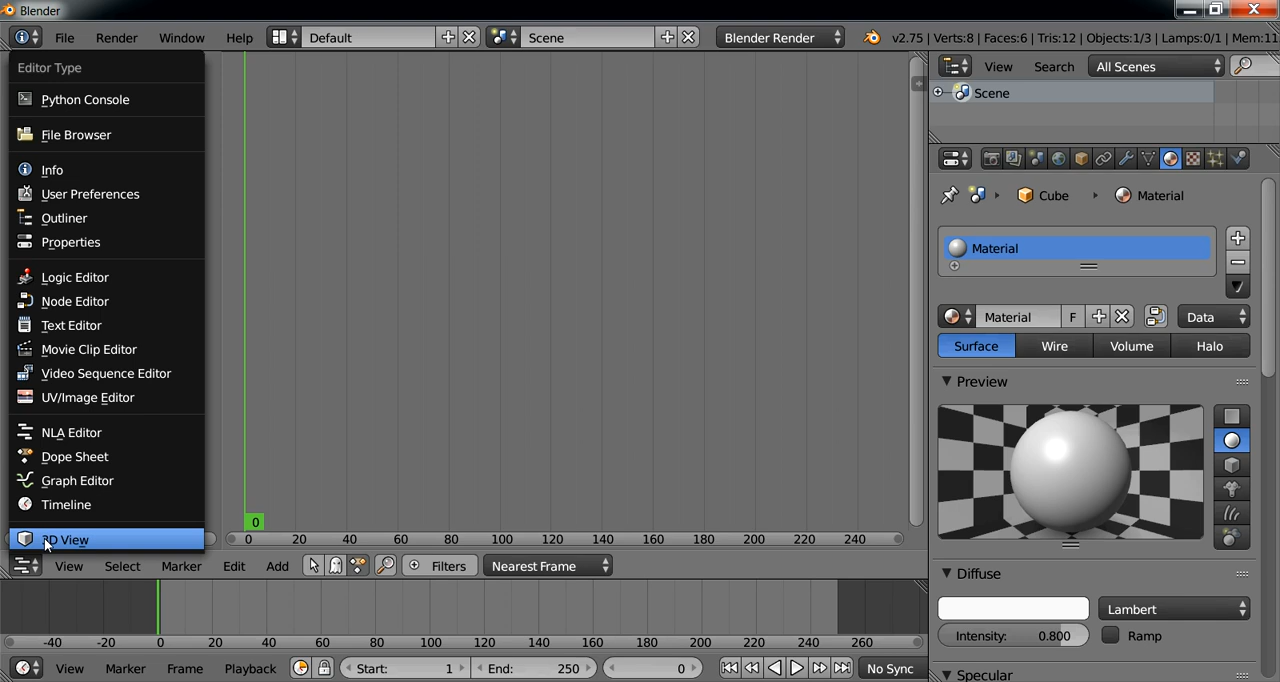 Blender
File Render Window Help Default Scene Blender Render v2.75 | Verts:8 | Faces:6 | Tris:12 | Objects:1/3 | Lamps:0/1 | Mem:11
Editor Type
Python Console
File Browser
Info
User Preferences
Outliner
Properties
Logic Editor
Node Editor
Text Editor
Movie Clip Editor
Video Sequence Editor
UV/Image Editor
NLA Editor
Dope Sheet
Graph Editor
Timeline
3D View
0
0 20 40 60 80 100 120 140 160 180 200 220 240
View Select Marker Edit Add Filters Nearest Frame
-40 -20 0 20 40 60 80 100 120 140 160 180 200 220 240 260
View Marker Frame Playback Start: 1 End: 250 0 No Sync
View Search All Scenes
Scene
Cube Material
Material
Material F Data
Surface Wire Volume Halo
Preview
Diffuse
Lambert
Intensity: 0.800 Ramp
Specular